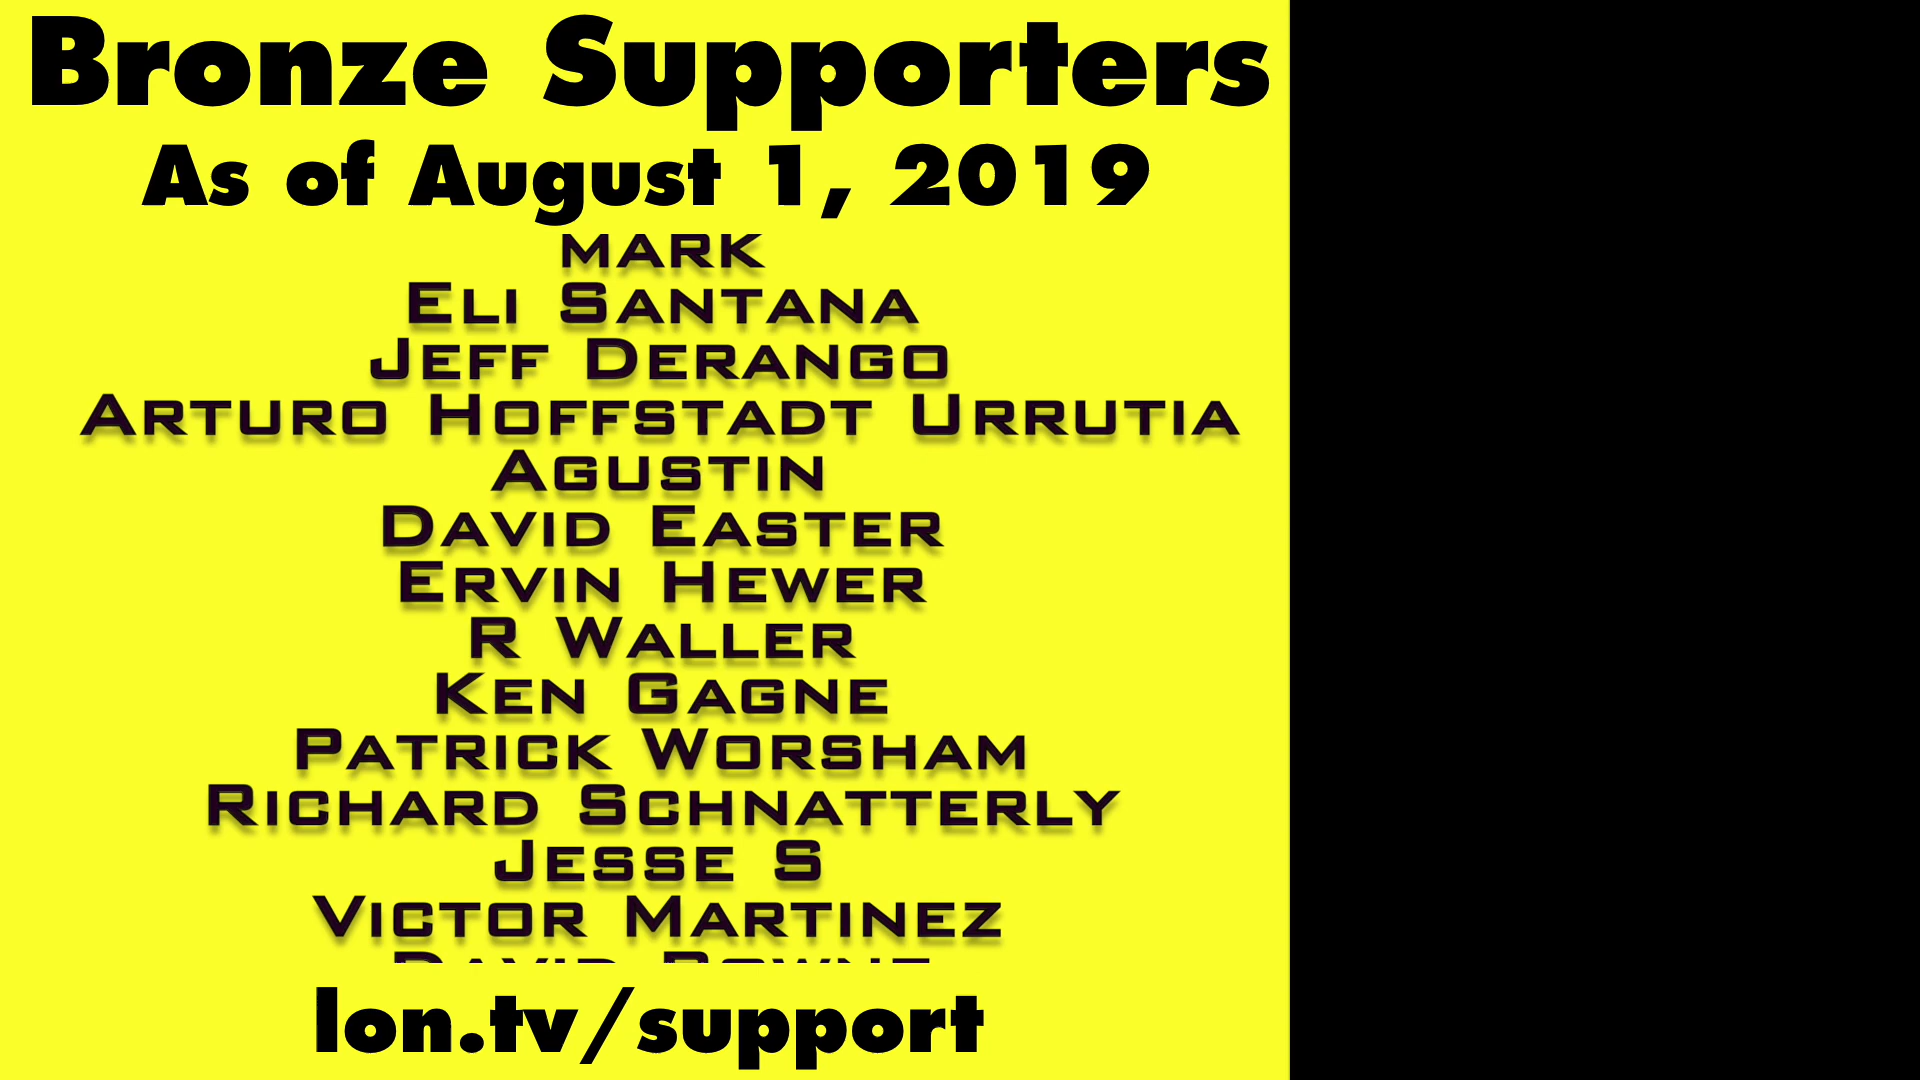 Bronze Supporters
As of August 1, 2019
MARK
ELI SANTANA
JEFF DERANGO
ARTURO HOFFSTADT URRUTIA
AGUSTIN
DAVID EASTER
ERVIN HEWER
R WALLER
KEN GAGNE
PATRICK WORSHAM
RICHARD SCHNATTERLY
JESSE S
VICTOR MARTINEZ
DAVID
lon.tv/support